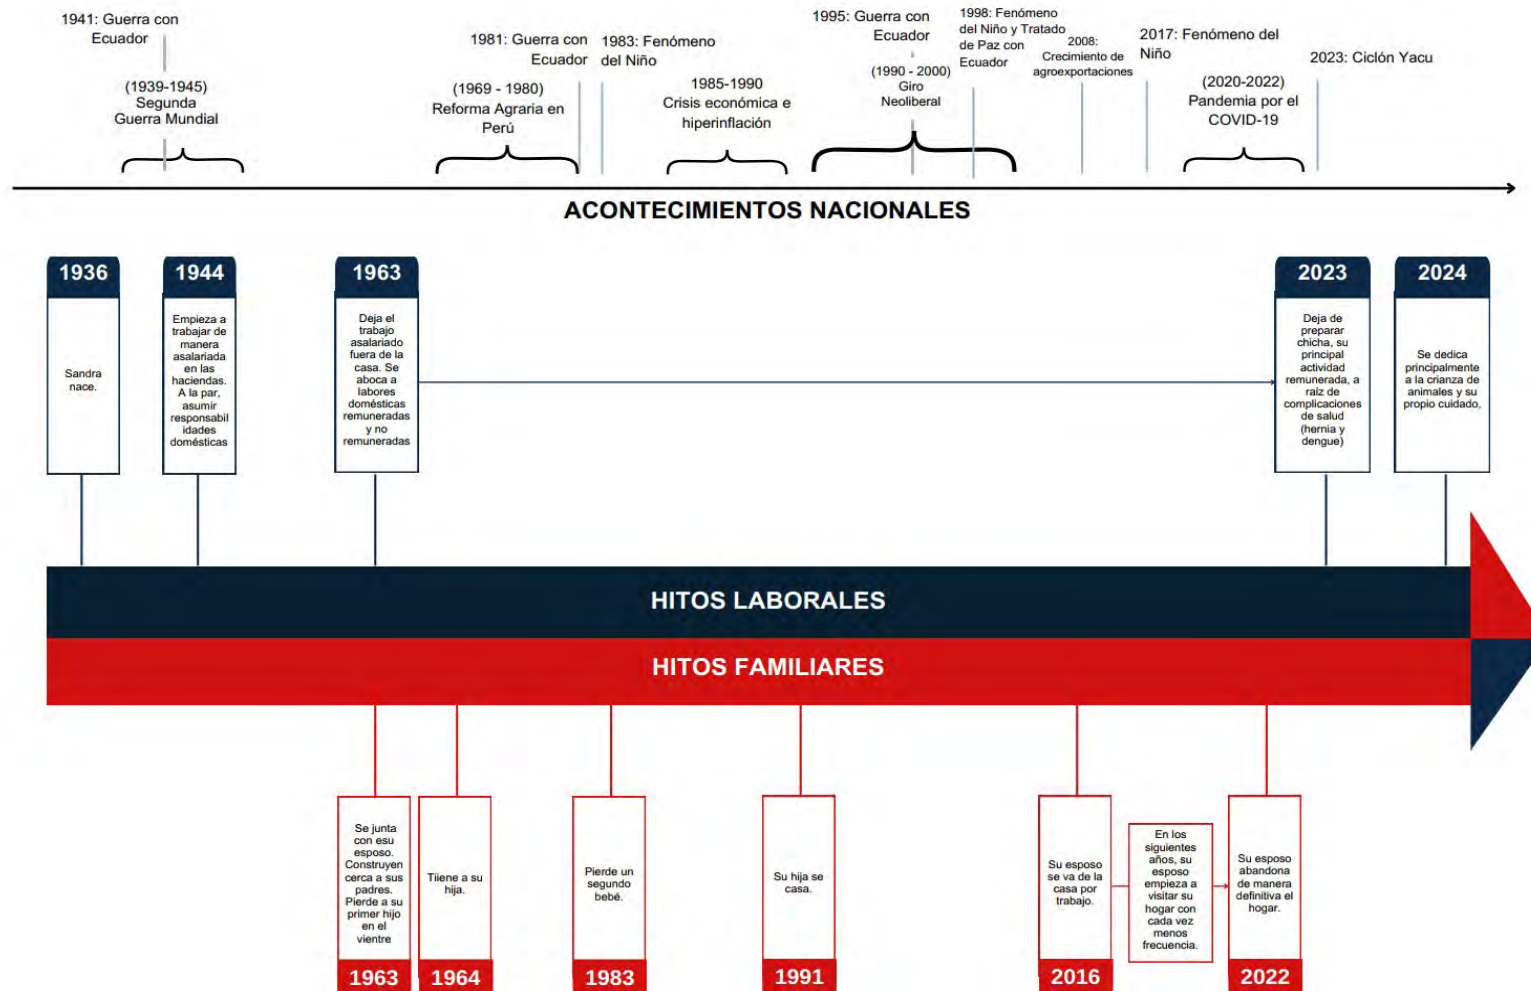 1941: Guerra con
Ecuador
(1939-1945)
Segunda
Guerra Mundial
1981: Guerra con
Ecuador
(1969 - 1980)
Reforma Agraria en
Perú
1983: Fenómeno
del Niño
1985-1990
Crisis económica e
hiperinflación
1995: Guerra con
Ecuador
(1990 - 2000)
Giro
Neoliberal
1998: Fenómeno
del Niño y Tratado
de Paz con
Ecuador
2008:
Crecimiento de
agroexportaciones
2017: Fenómeno del
Niño
(2020-2022)
Pandemia por el
COVID-19
2023: Ciclón Yacu
ACONTECIMIENTOS NACIONALES
1936
Sandra
nace.
1944
Empieza a
trabajar de
manera
asalariada
en las
haciendas.
A la par,
asumir
responsabil
idades
domésticas
1963
Deja el
trabajo
asalariado
fuera de la
casa. Se
aboca a
labores
domésticas
remuneradas
y no
remuneradas
2023
Deja de
preparar
chicha, su
principal
actividad
remunerada, a
raíz de
complicaciones
de salud
(hernia y
dengue)
2024
Se dedica
principalmente
a la crianza de
animales y su
propio cuidado,
HITOS LABORALES
HITOS FAMILIARES
Se junta
con esu
esposo.
Construyen
cerca a sus
padres.
Pierde a su
primer hijo
en el
vientre
1963
Tiiene a su
hija.
1964
Pierde un
segundo
bebé.
1983
Su hija se
casa.
1991
Su esposo
se va de la
casa por
trabajo.
2016
En los
siguientes
años, su
esposo
empieza a
visitar su
hogar con
cada vez
menos
frecuencia.
Su esposo
abandona
de manera
definitiva el
hogar.
2022